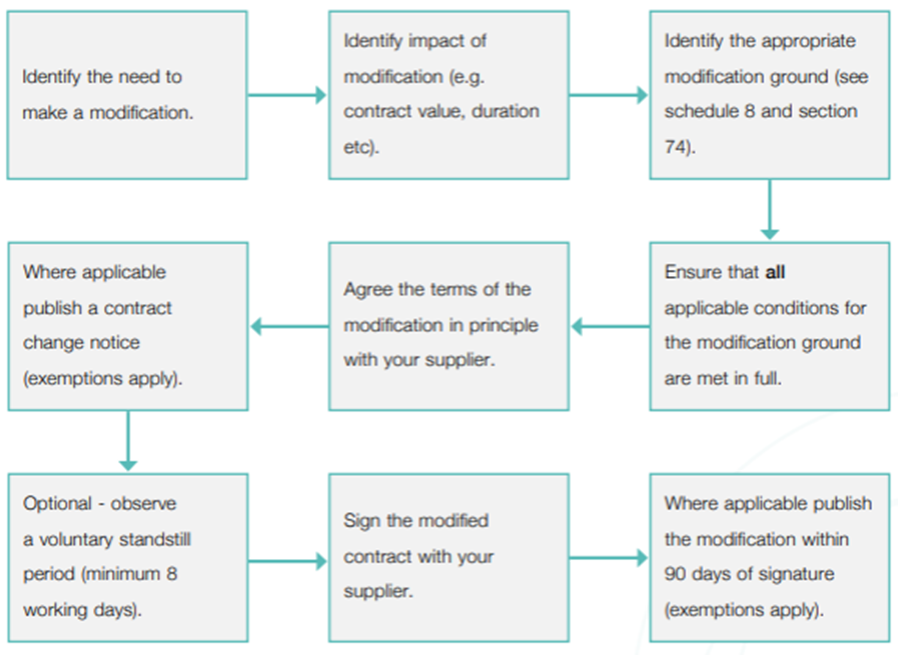 Identify the need to
make a modification.
Identify impact of
modification (e.g.
contract value, duration
etc).
Identify the appropriate
modification ground (see
schedule 8 and section
74).
Ensure that all
applicable conditions for
the modification ground
are met in full.
Agree the terms of the
modification in principle
with your supplier.
Where applicable
publish a contract
change notice
(exemptions apply).
Optional - observe
a voluntary standstill
period (minimum 8
working days).
Sign the modified
contract with your
supplier.
Where applicable publish
the modification within
90 days of signature
(exemptions apply).